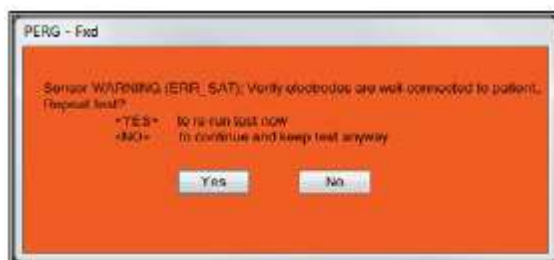 PERG - Fxd
Sensor WARNING (ERR_SAT): Verify electrodes are well connected to patient.
Repeat test?
<YES> to re-run test now
<NO> to continue and keep test anyway
Yes
No